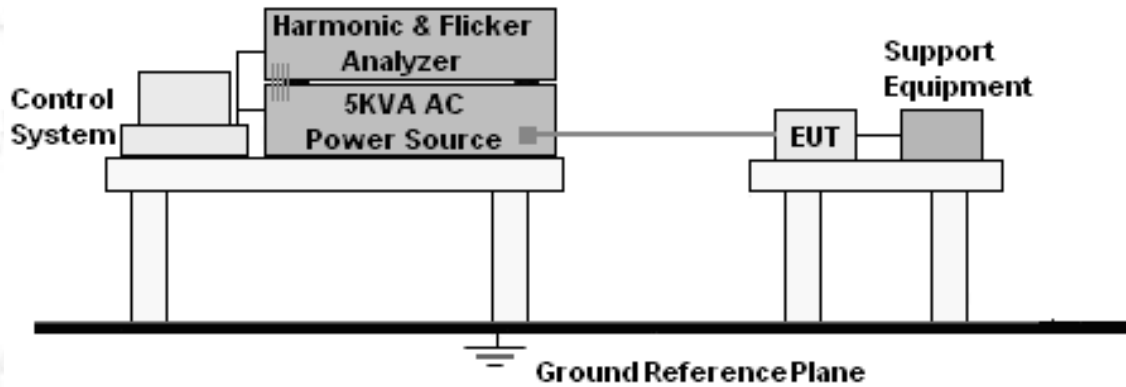 Harmonic & Flicker
Analyzer
Control
System
5KVA AC
Power Source
EUT
Support
Equipment
Ground Reference Plane